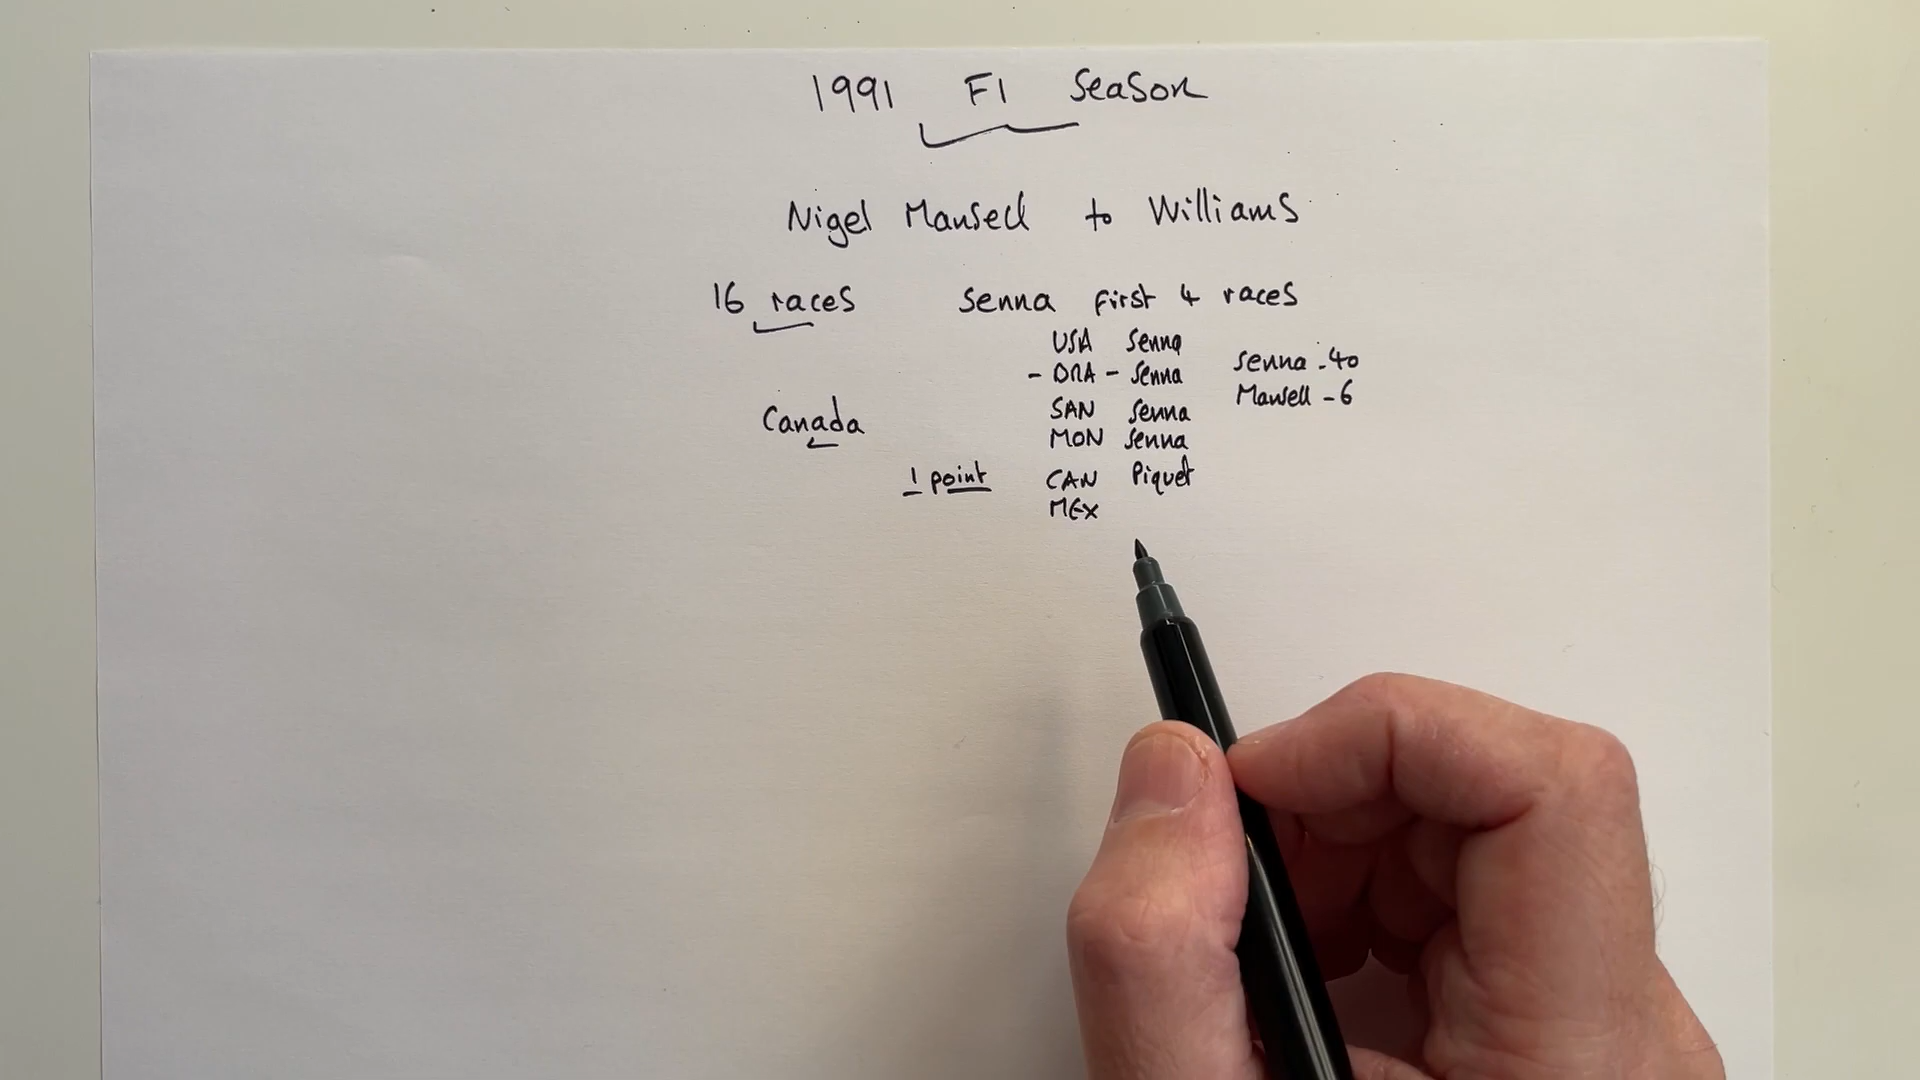 1991 F1 Season
Nigel Mansell to Williams
16 races Senna first 4 races
USA Senna
- BRA - Senna
Senna - 40
Mansell - 6
SAN Senna
Canada
MON Senna
1 point CAN Piquet
MEX